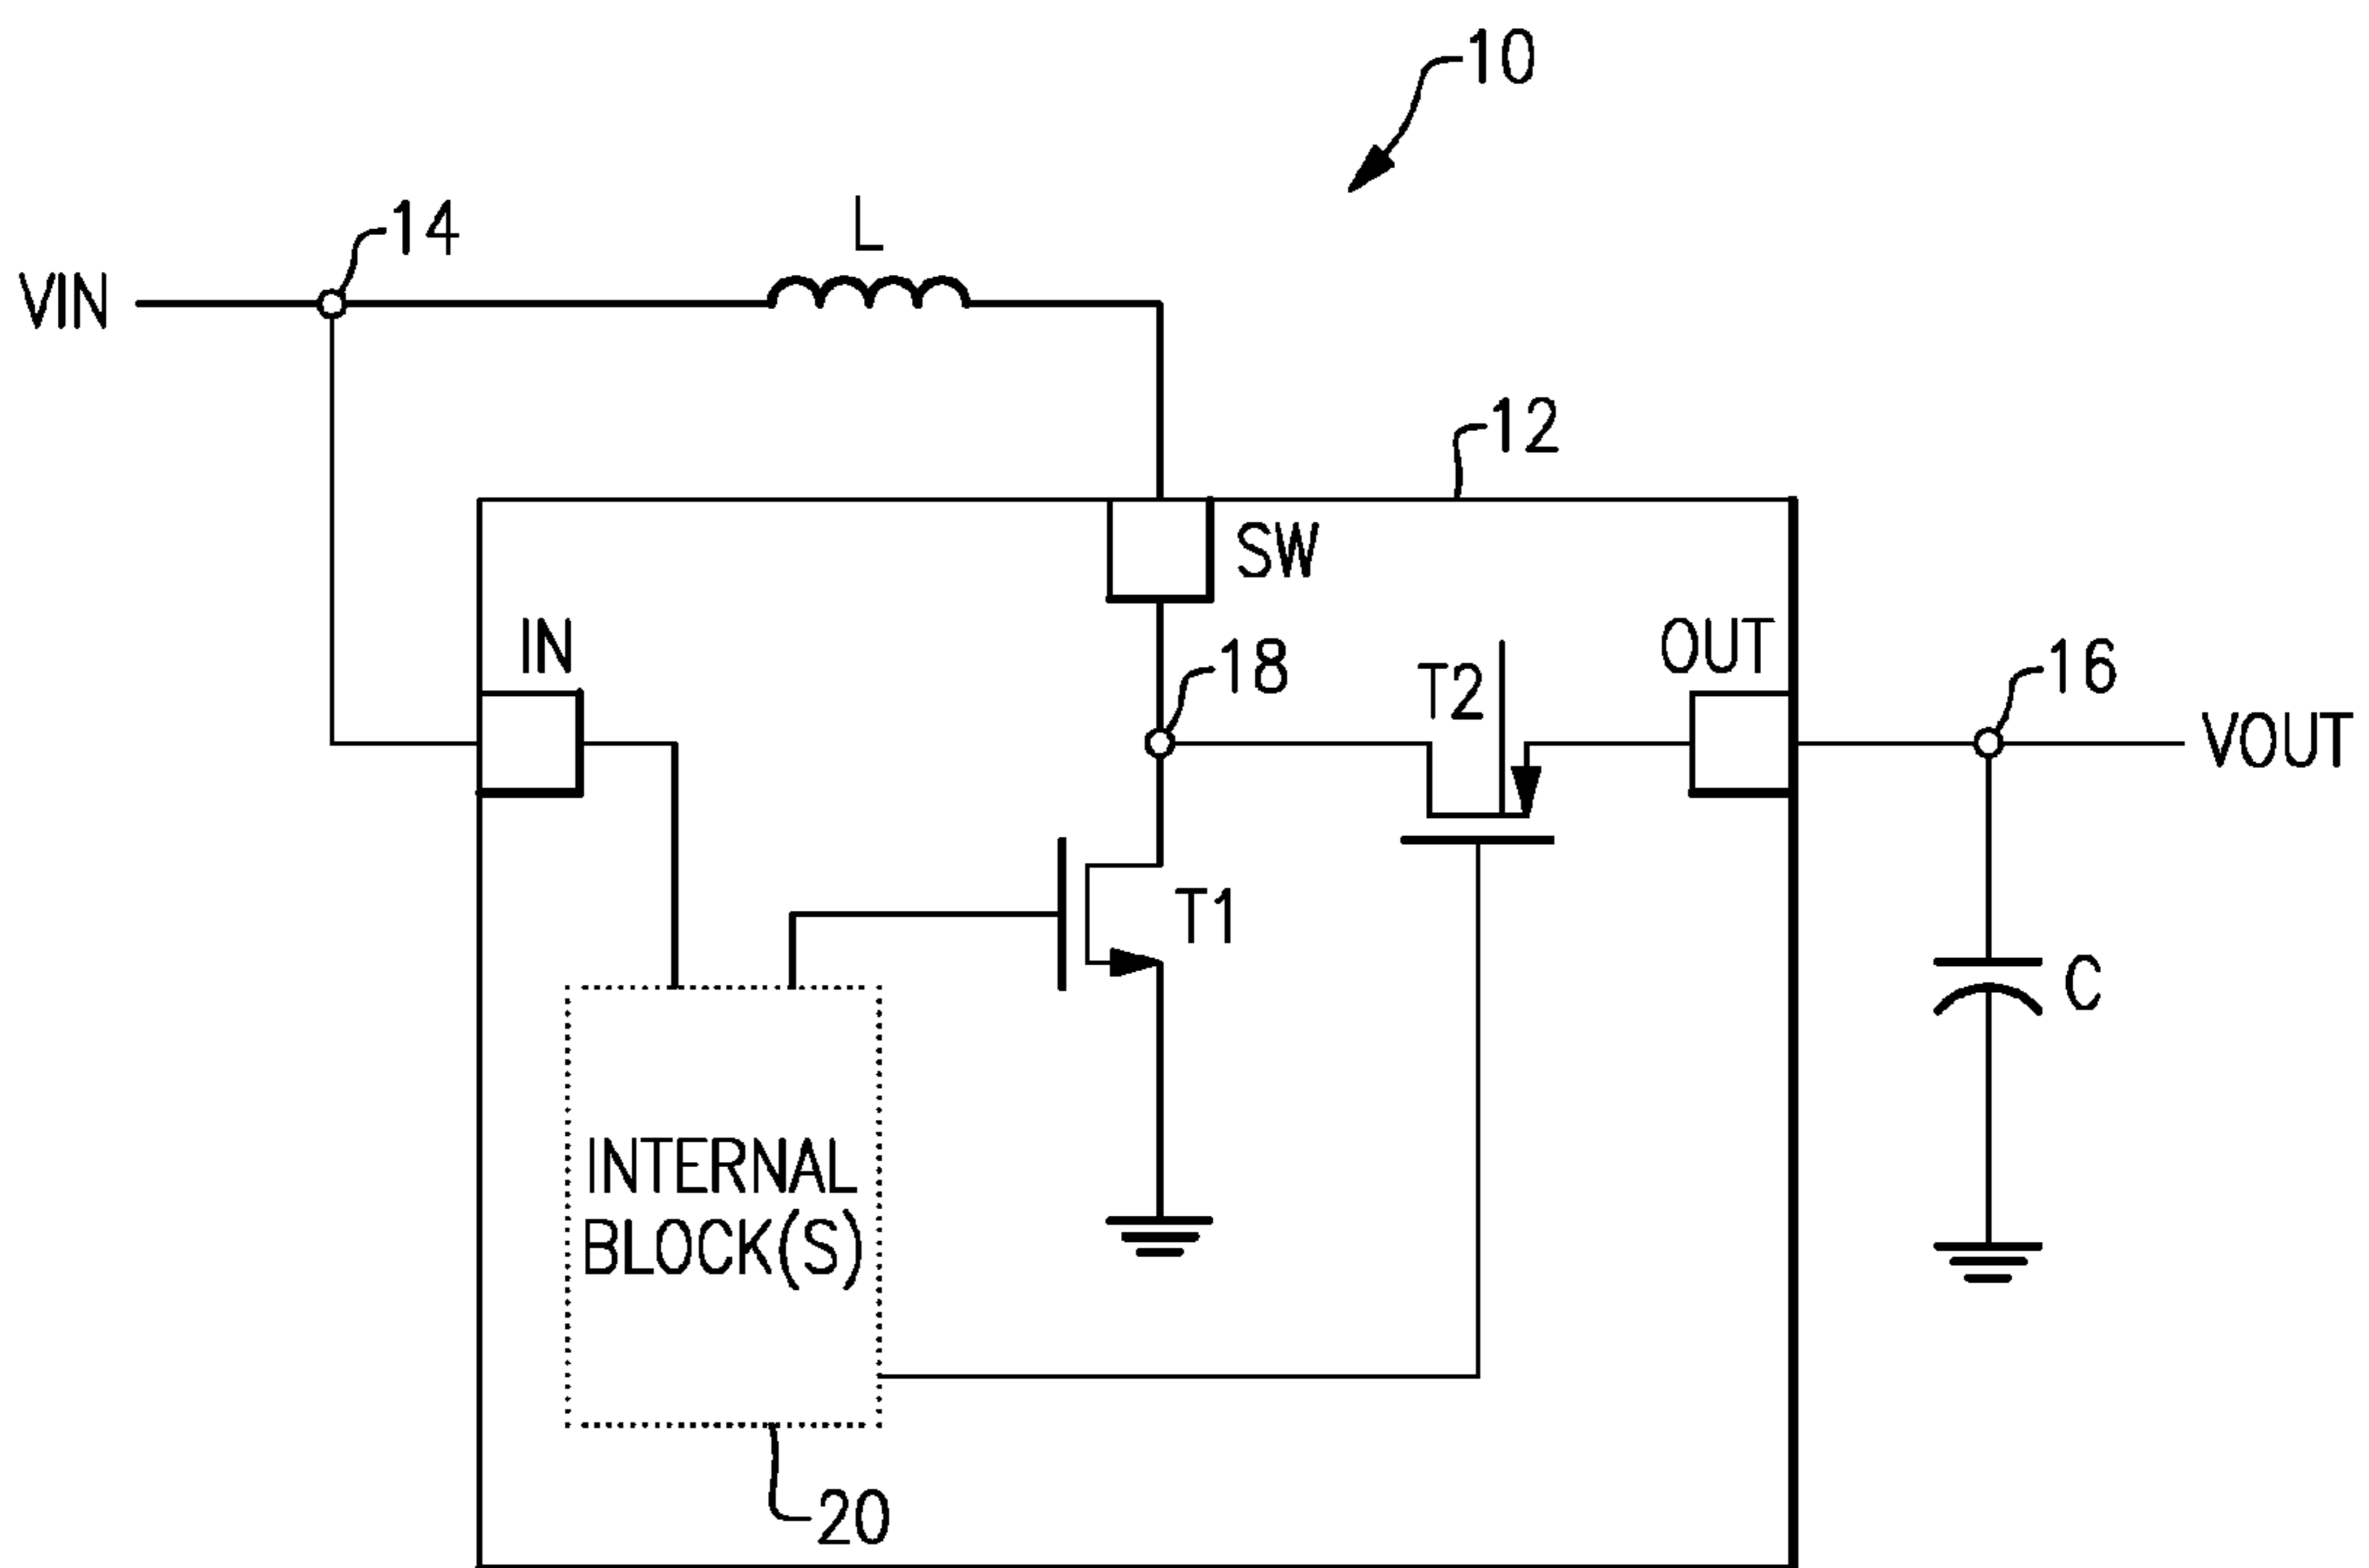 10
14
L
VIN
12
SW
IN
18
T2
OUT
16
VOUT
T1
C
INTERNAL
BLOCK(S)
20